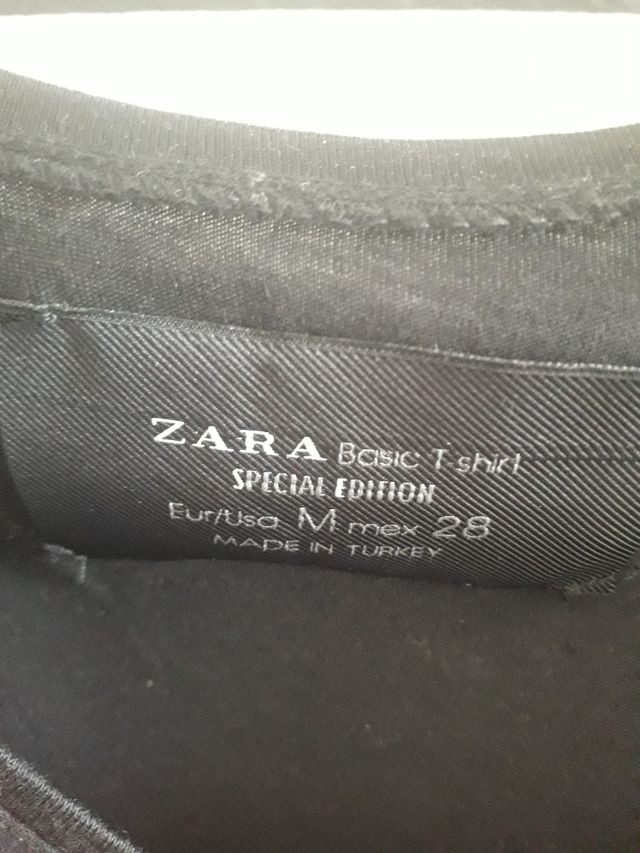 ZARA Basic T-shirt
SPECIAL EDITION
Eur/Usa M mex 28
MADE IN TURKEY